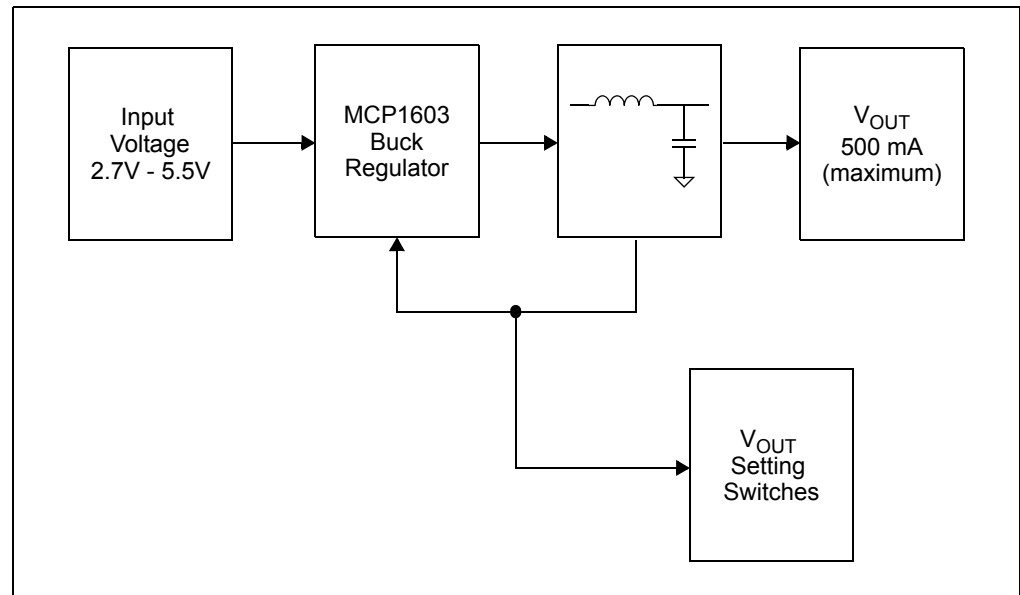 Input
Voltage
2.7V - 5.5V
MCP1603
Buck
Regulator
VOUT
500 mA
(maximum)
VOUT
Setting
Switches